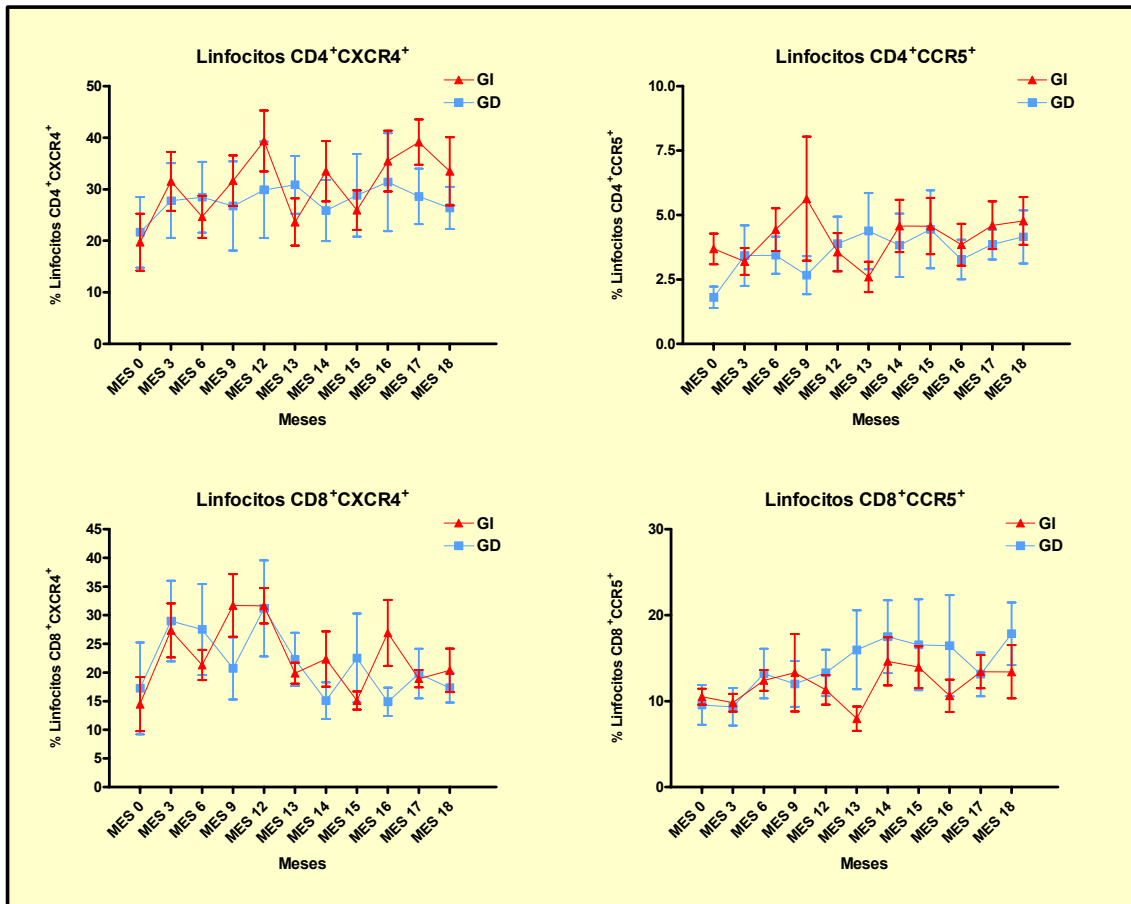 Linfocitos CD4⁺CXCR4⁺
GI
GD
% Linfocitos CD4⁺CXCR4⁺
50
40
30
20
10
0
MES 0 MES 3 MES 6 MES 9 MES 12 MES 13 MES 14 MES 15 MES 16 MES 17 MES 18
Meses
Linfocitos CD4⁺CCR5⁺
GI
GD
% Linfocitos CD4⁺CCR5⁺
10.0
7.5
5.0
2.5
0.0
MES 0 MES 3 MES 6 MES 9 MES 12 MES 13 MES 14 MES 15 MES 16 MES 17 MES 18
Meses
Linfocitos CD8⁺CXCR4⁺
GI
GD
% Linfocitos CD8⁺CXCR4⁺
45
40
35
30
25
20
15
10
5
0
MES 0 MES 3 MES 6 MES 9 MES 12 MES 13 MES 14 MES 15 MES 16 MES 17 MES 18
Meses
Linfocitos CD8⁺CCR5⁺
GI
GD
% Linfocitos CD8⁺CCR5⁺
30
20
10
0
MES 0 MES 3 MES 6 MES 9 MES 12 MES 13 MES 14 MES 15 MES 16 MES 17 MES 18
Meses